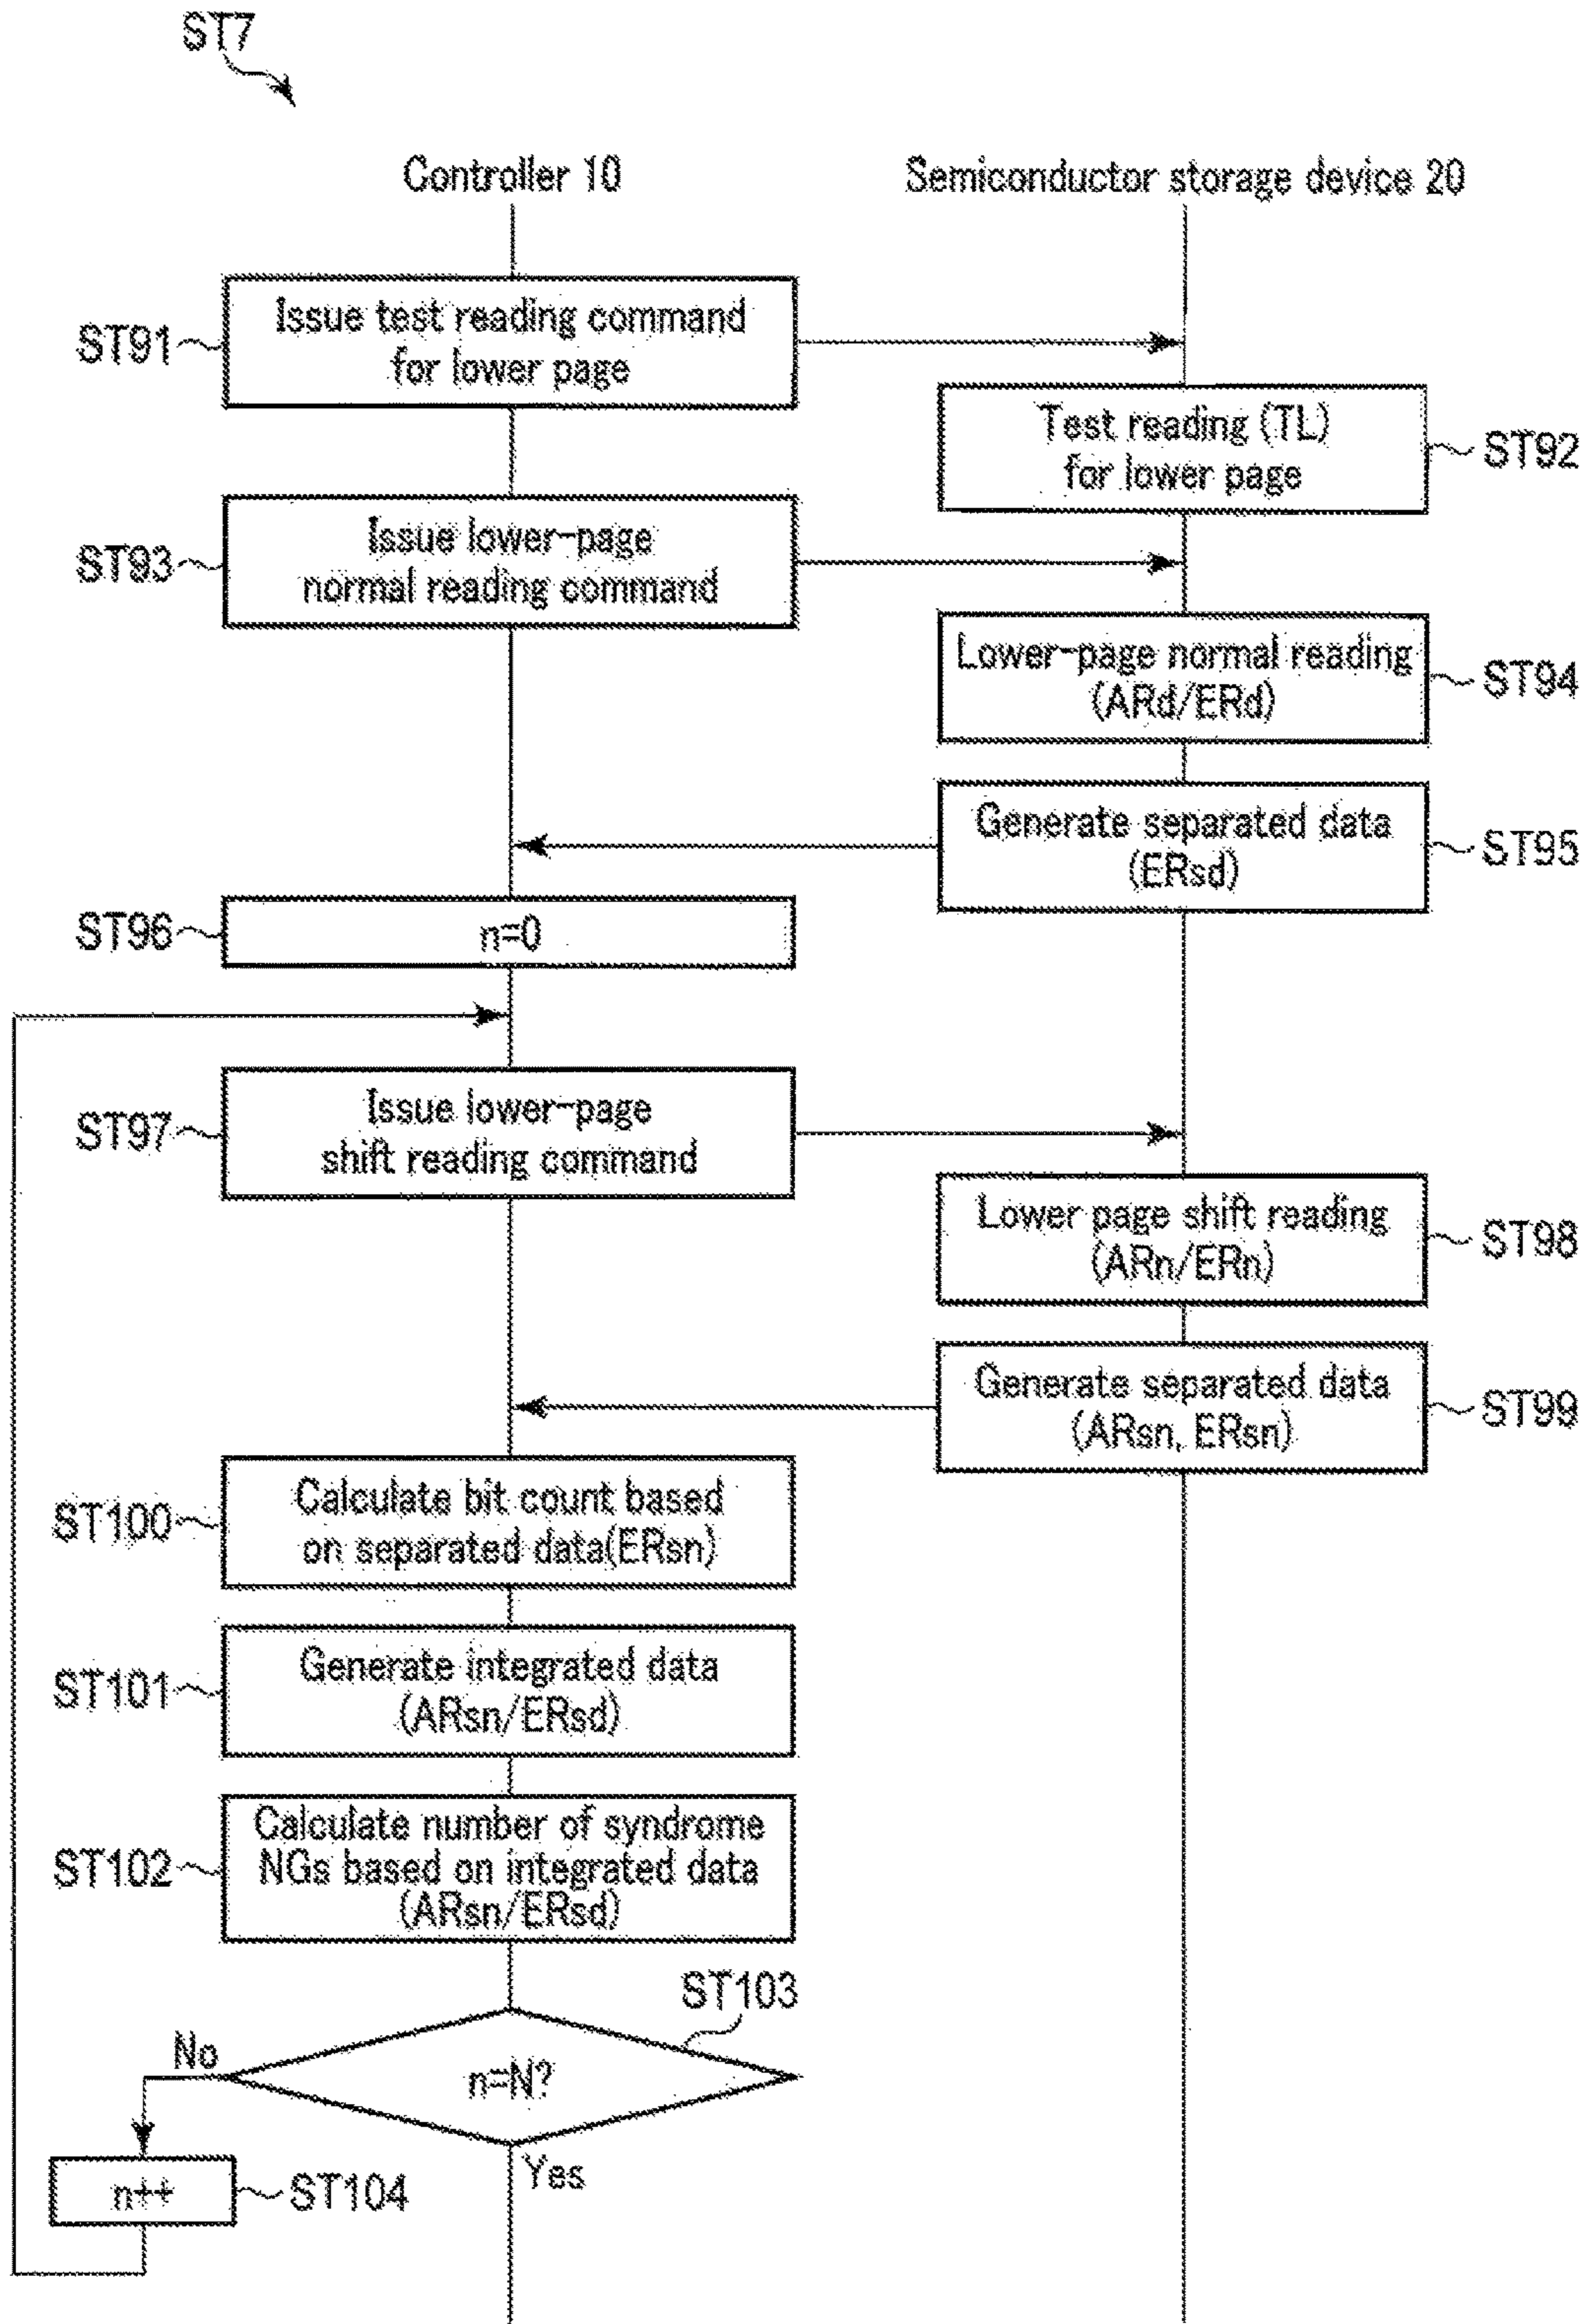 ST7
Controller 10
Semiconductor storage device 20
ST91
Issue test reading command
for lower page
Test reading (TL)
for lower page
ST92
ST93
Issue lower-page
normal reading command
Lower-page normal reading
(ARd/ERd)
ST94
Generate separated data
(ERsd)
ST95
ST96
n=0
ST97
Issue lower-page
shift reading command
Lower page shift reading
(ARn/ERn)
ST98
Generate separated data
(ARsn, ERsn)
ST99
ST100
Calculate bit count based
on separated data(ERsn)
ST101
Generate integrated data
(ARsn/ERsd)
ST102
Calculate number of syndrome
NGs based on integrated data
(ARsn/ERsd)
ST103
No
n=N?
Yes
n++
ST104